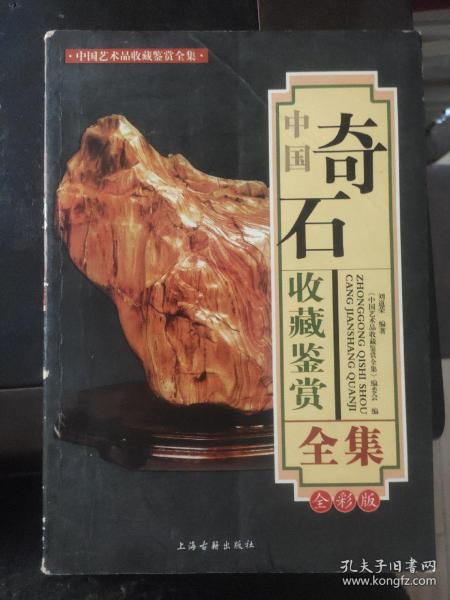 ·中国艺术品收藏鉴赏全集·
中国
奇石
收藏鉴赏
全集
刘道荣 编著
《中国艺术品收藏鉴赏全集》编委会 编
ZHONGGONG QISHI SHOU
CANG JIANSHANG QUANJI
全彩版
上海古籍出版社
孔夫子旧书网
www.kongfz.com